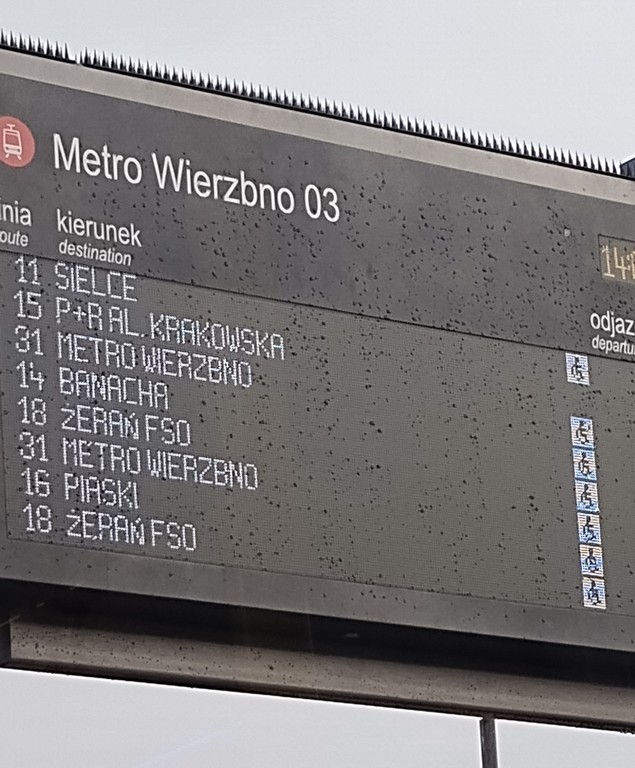 Metro Wierzbno 03
inia kierunek
oute destination
14:
odjaz
departu
11 SIELCE
15 P+R AL. KRAKOWSKA
31 METRO WIERZBNO
14 BANACHA
18 ŻERAŃ FSO
31 METRO WIERZBNO
16 PIASKI
18 ŻERAŃ FSO